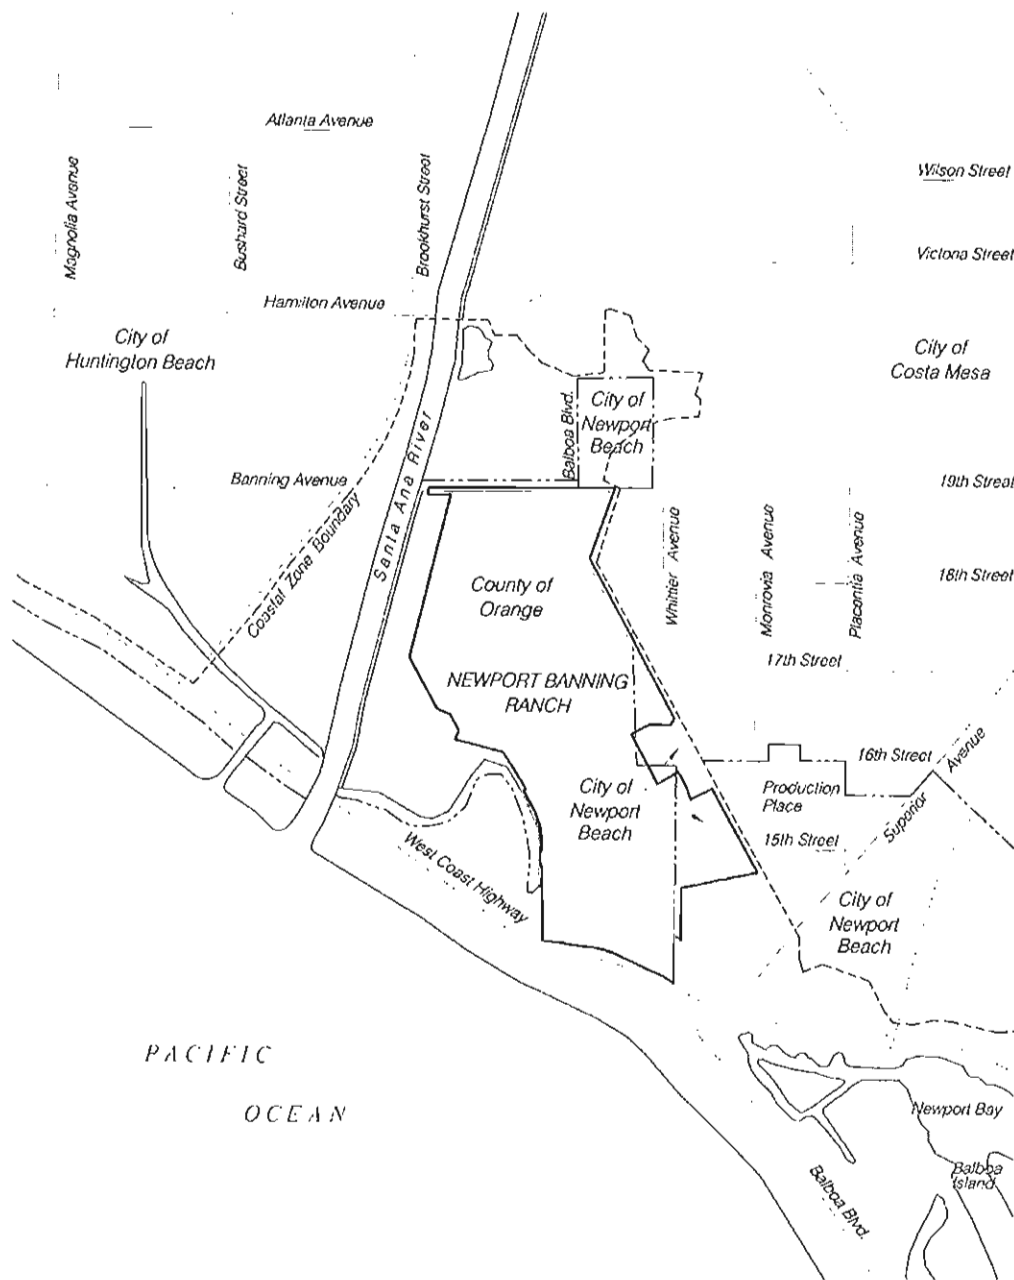 Atlanta Avenue
Magnolia Avenue
Bushard Street
Brookhurst Street
Wilson Street
Victona Street
Hamilton Avenue
City of
Huntington Beach
City of
Costa Mesa
Balboa Blvd.
City of
Newport
Beach
Santa Ana River
Banning Avenue
Coastal Zone Boundary
19th Street
Whittier Avenue
Monrovia Avenue
Placentia Avenue
18th Street
County of
Orange
17th Street
NEWPORT BANNING
RANCH
16th Street
Superior Avenue
City of
Newport
Beach
Production
Place
15th Street
West Coast Highway
City of
Newport
Beach
PACIFIC
OCEAN
Newport Bay
Balboa
Island
Balboa Blvd.